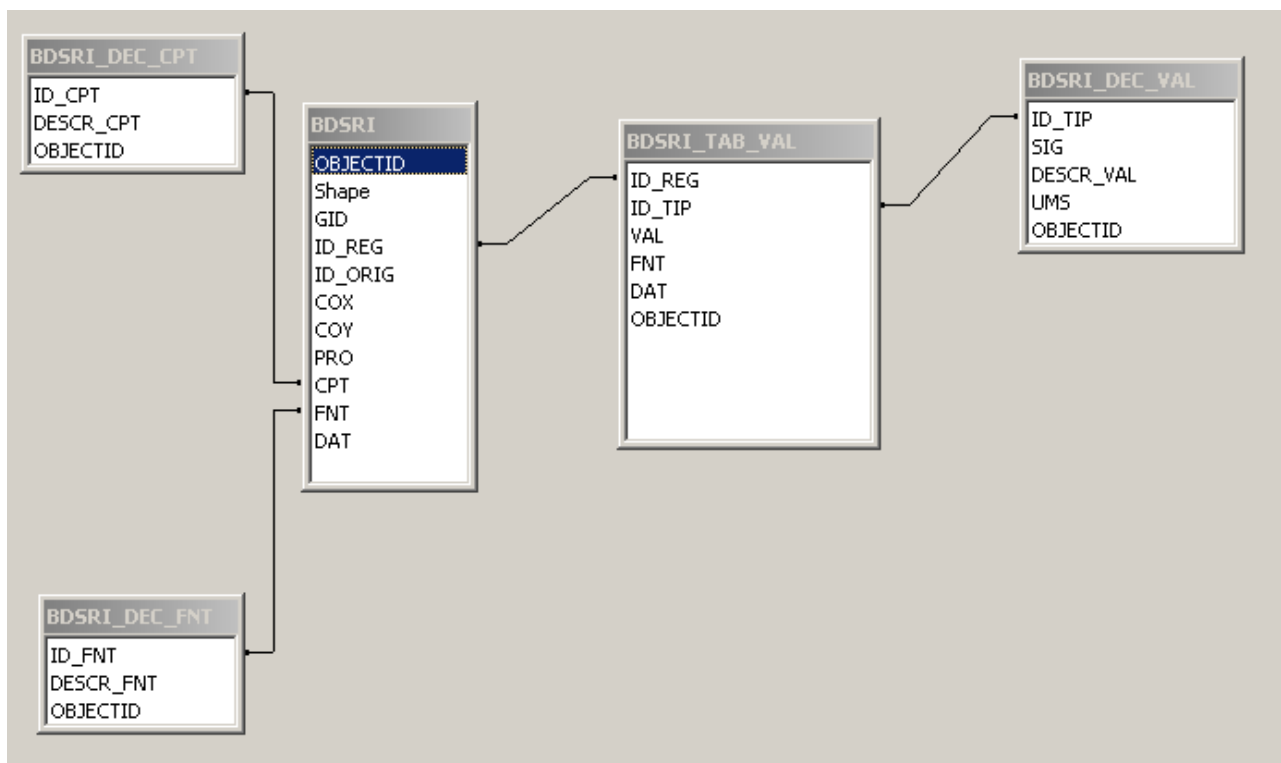 BDSRI_DEC_CPT
ID_CPT
DESCR_CPT
OBJECTID
BDSRI
OBJECTID
Shape
GID
ID_REG
ID_ORIG
COX
COY
PRO
CPT
FNT
DAT
BDSRI_TAB_VAL
ID_REG
ID_TIP
VAL
FNT
DAT
OBJECTID
BDSRI_DEC_VAL
ID_TIP
SIG
DESCR_VAL
UMS
OBJECTID
BDSRI_DEC_FNT
ID_FNT
DESCR_FNT
OBJECTID